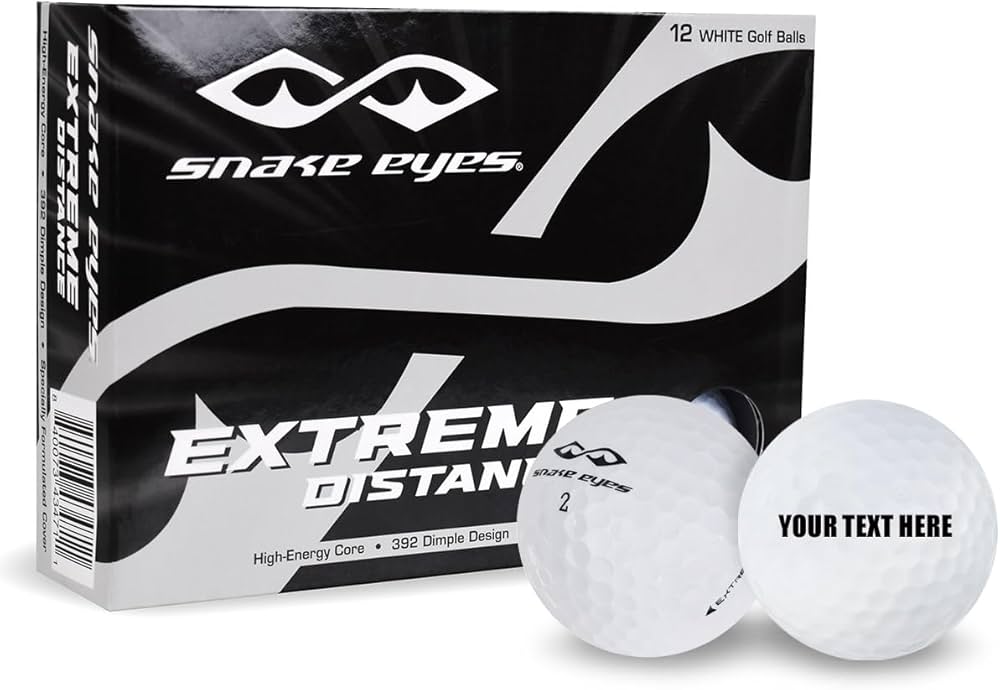 12 WHITE Golf Balls
snake eyes®
EXTREME
DISTAN
High-Energy Core • 392 Dimple Design
snake eyes
EXTREME
DISTANCE
High-Energy Core • 392 Dimple Design • Specially Formulated Cover
snake eyes
2
EXTRE
YOUR TEXT HERE